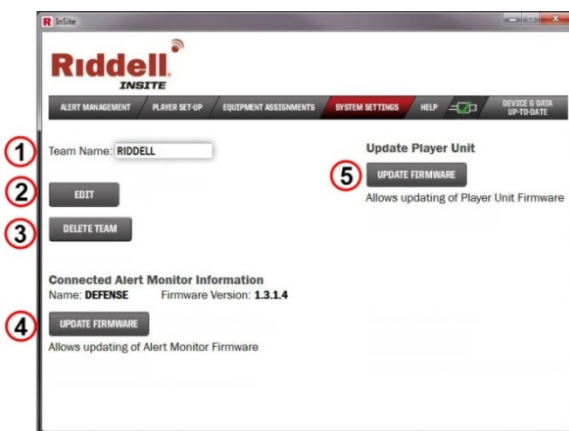 R InSite
Riddell
INSITE
ALERT MANAGEMENT PLAYER SET-UP EQUIPMENT ASSIGNMENTS SYSTEM SETTINGS HELP DEVICE & DATA
UP-TO-DATE
1 Team Name: RIDDELL
2 EDIT
3 DELETE TEAM
Connected Alert Monitor Information
Name: DEFENSE Firmware Version: 1.3.1.4
4 UPDATE FIRMWARE
Allows updating of Alert Monitor Firmware
Update Player Unit
5 UPDATE FIRMWARE
Allows updating of Player Unit Firmware